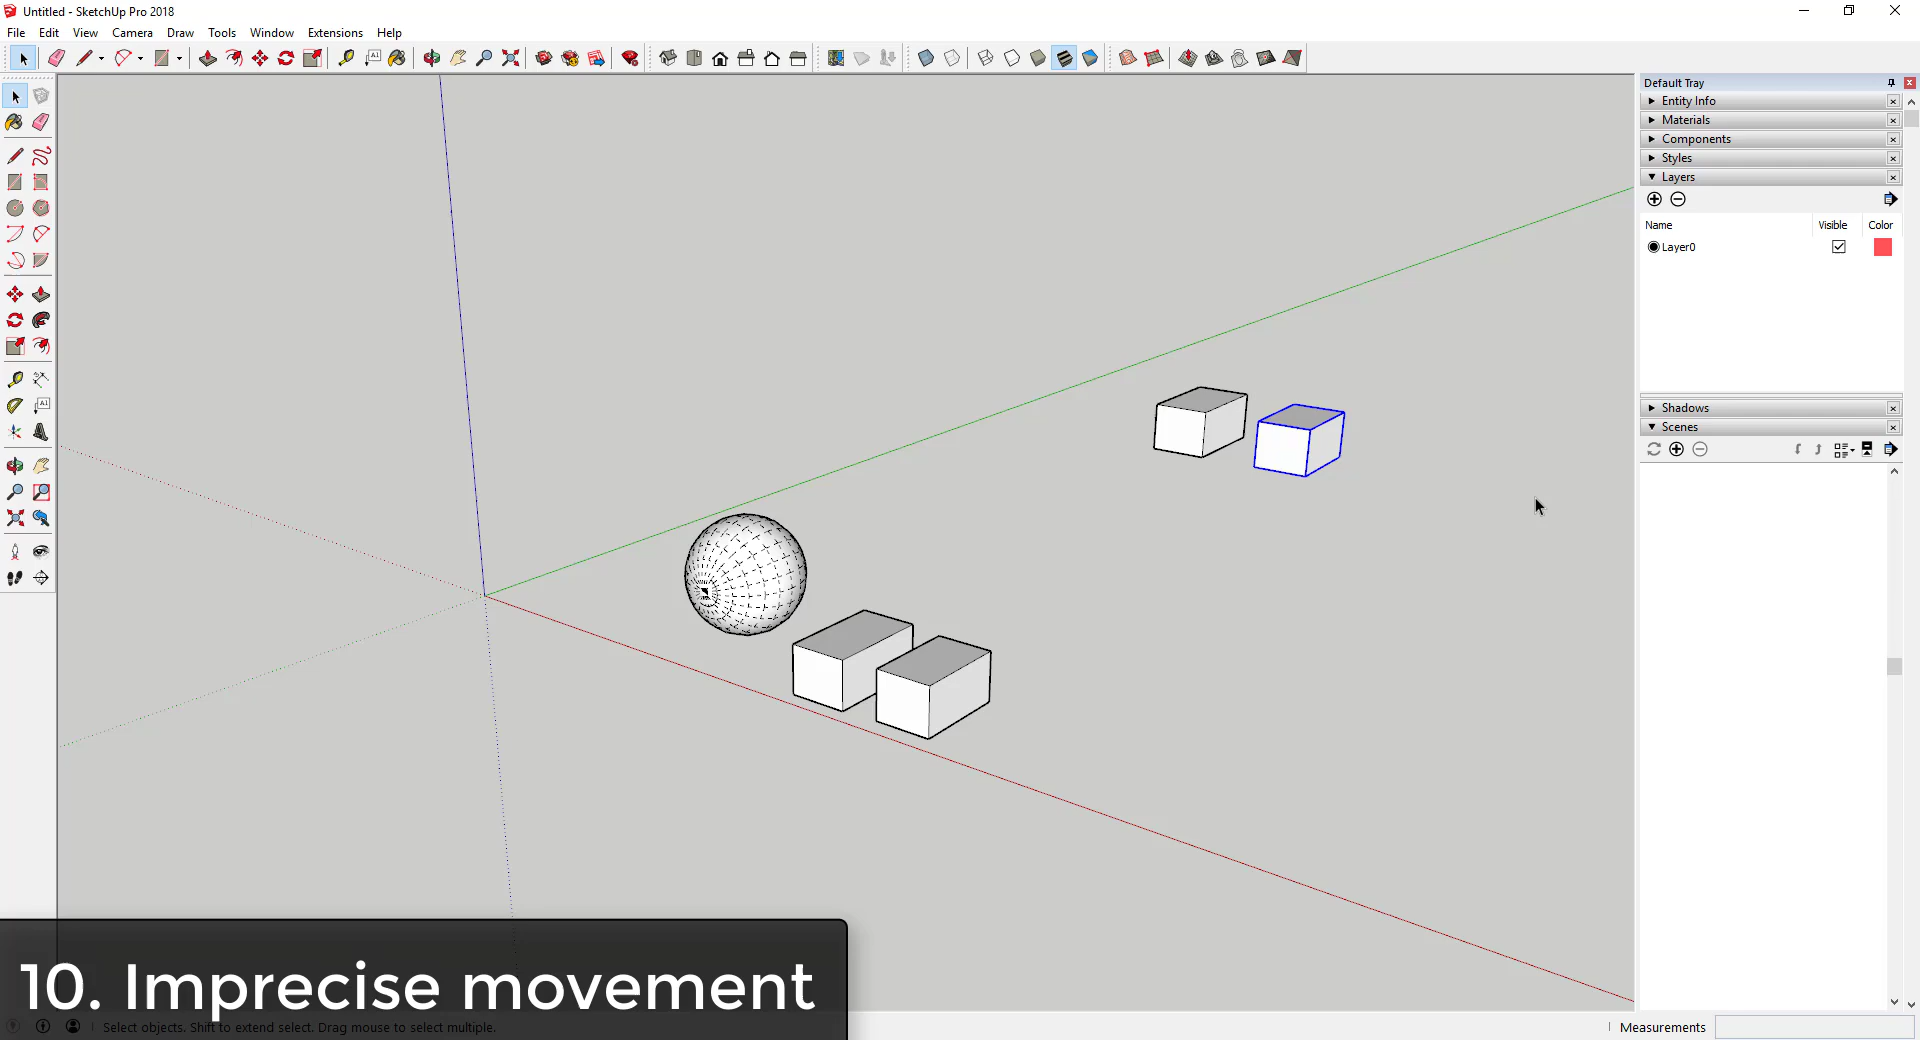 Untitled - SketchUp Pro 2018
File Edit View Camera Draw Tools Window Extensions Help
Default Tray
Entity Info
Materials
Components
Styles
Layers
Name Visible Color
Layer0
Shadows
Scenes
10. Imprecise movement
Select objects. Shift to extend select. Drag mouse to select multiple.
Measurements